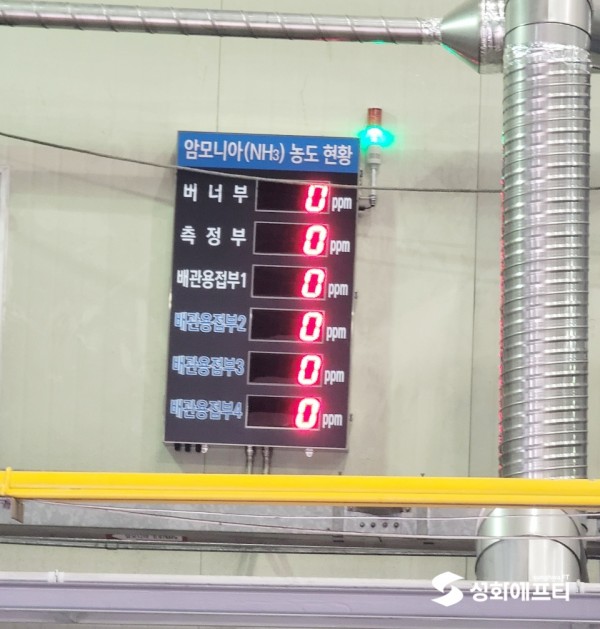 암모니아(NH₃) 농도 현황
버너부 0 ppm
측정부 0 ppm
배관용접부1 0 ppm
배관용접부2 0 ppm
배관용접부3 0 ppm
배관용접부4 0 ppm
성화에프티